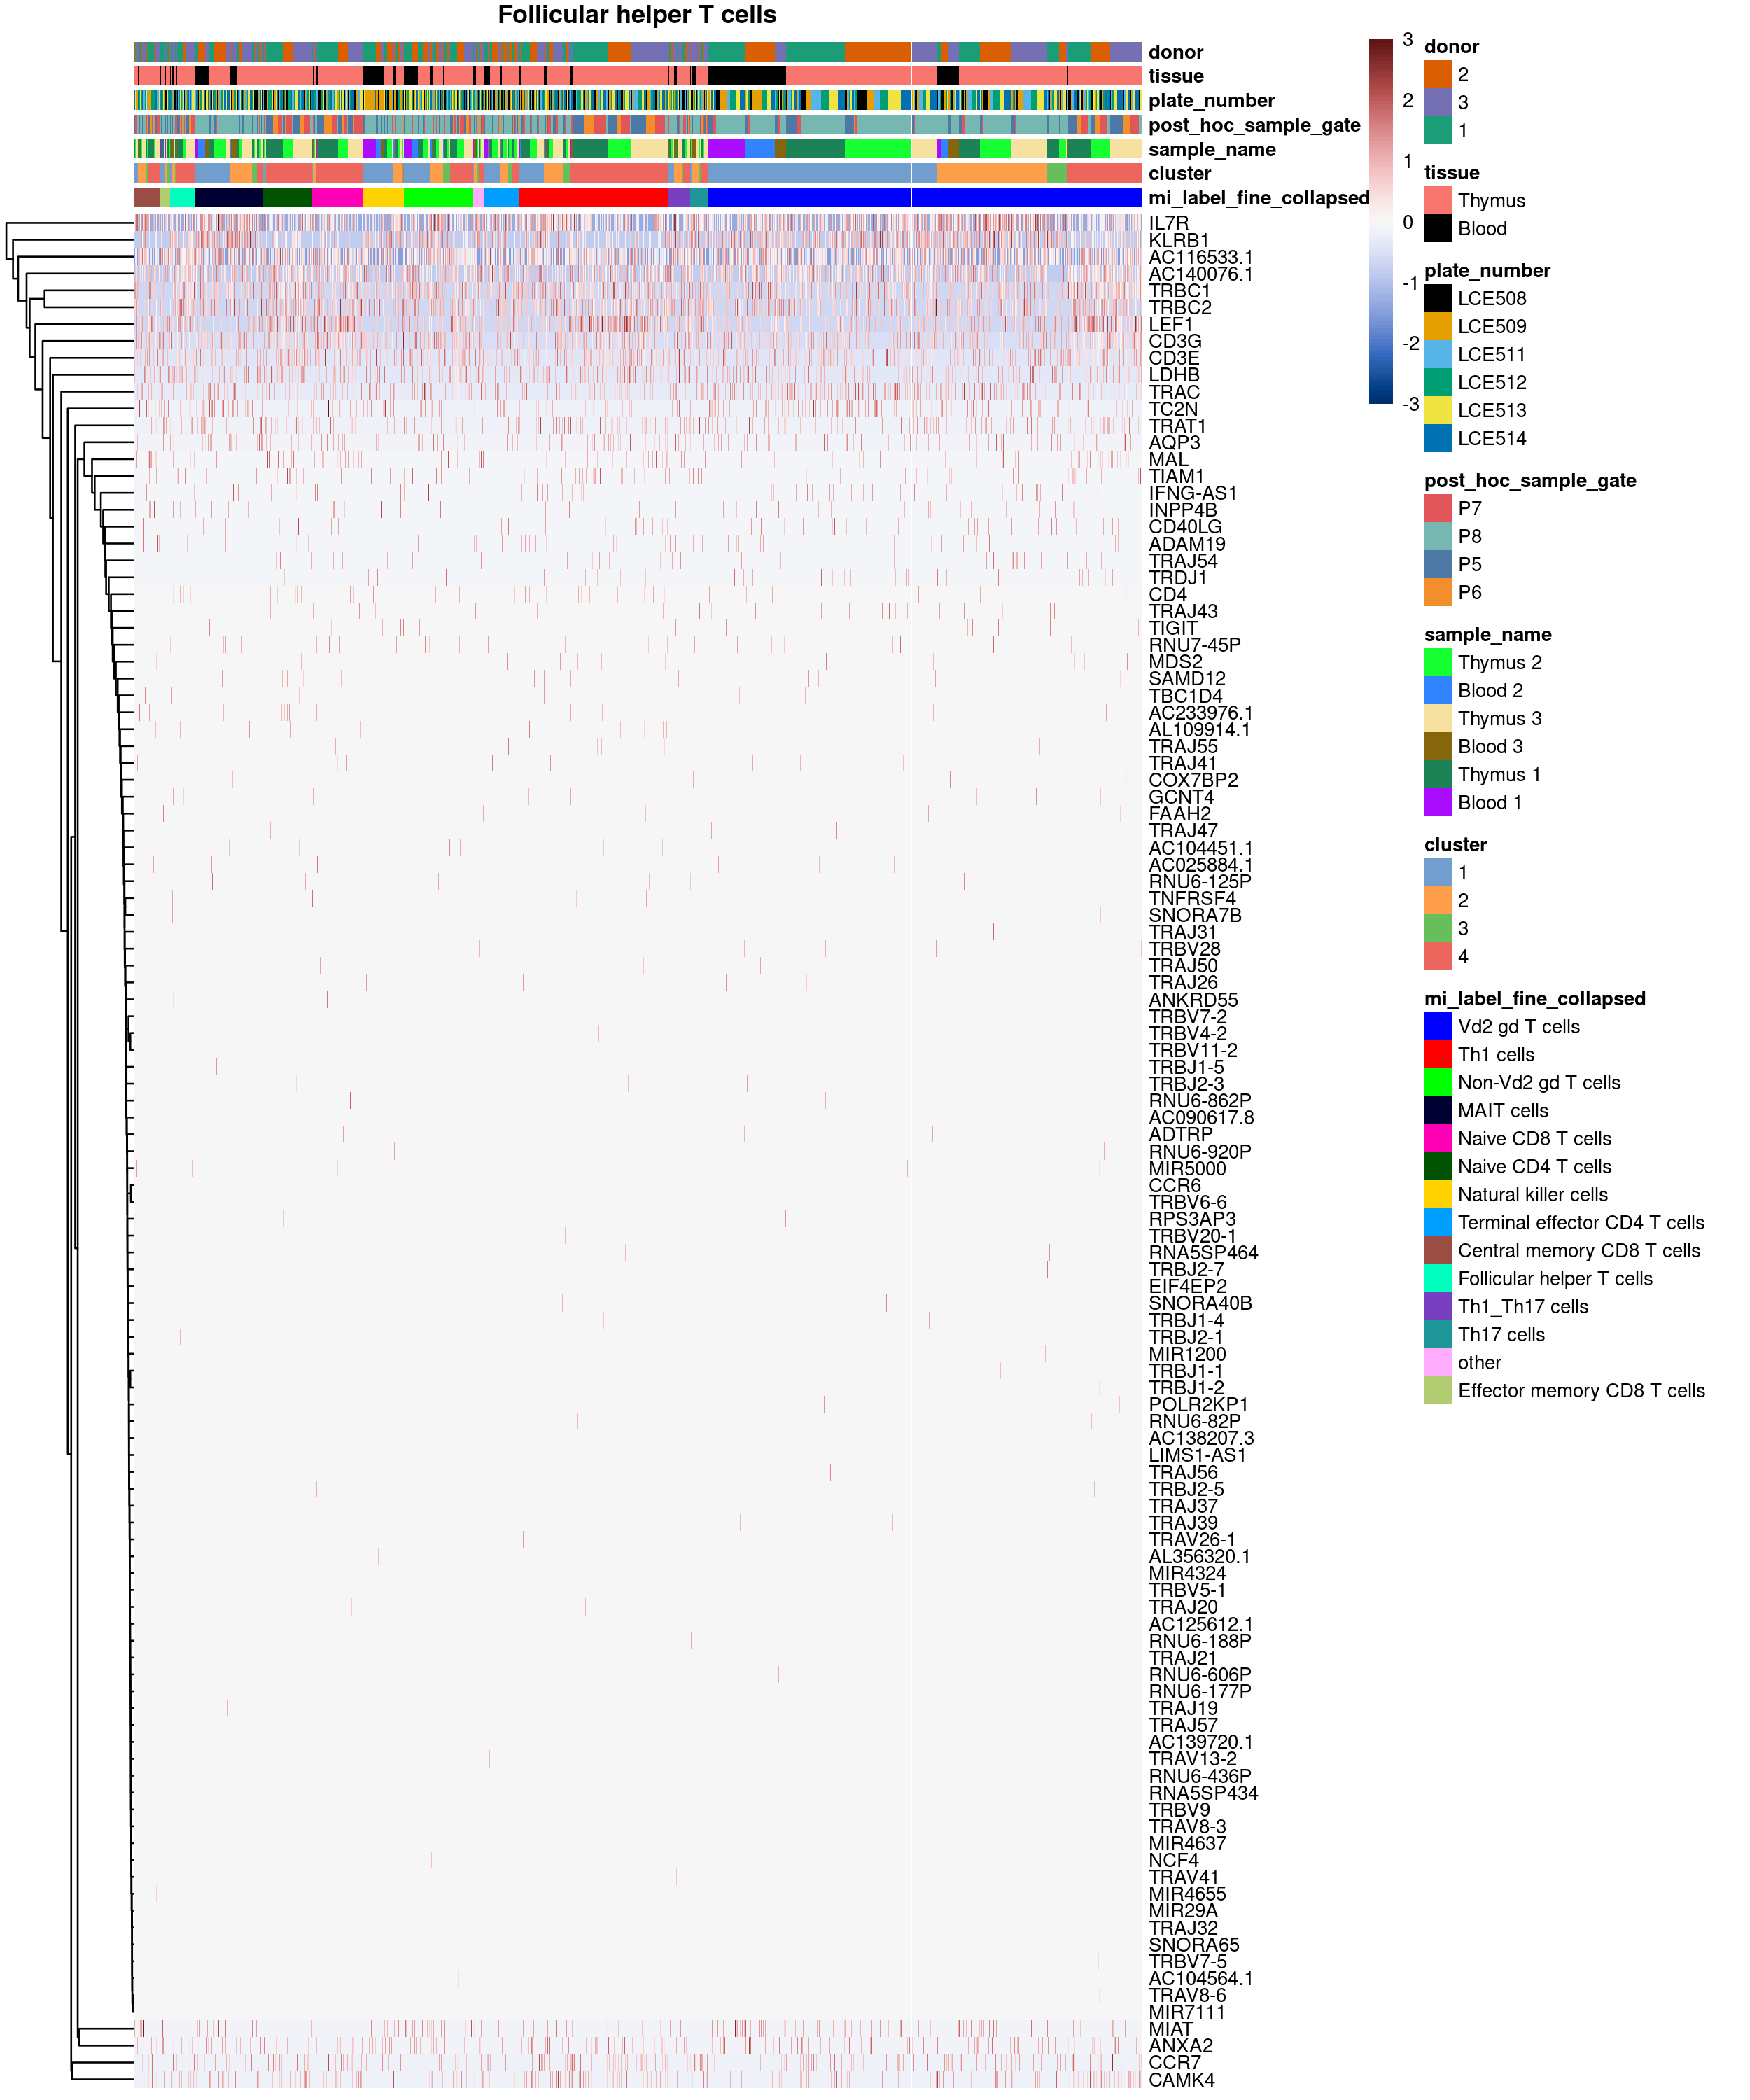 Follicular helper T cells
donor
tissue
plate_number
post_hoc_sample_gate
sample_name
cluster
mi_label_fine_collapsed
IL7R
KLRB1
AC116533.1
AC140076.1
TRBC1
TRBC2
LEF1
CD3G
CD3E
LDHB
TRAC
TC2N
TRAT1
AQP3
MAL
TIAM1
IFNG-AS1
INPP4B
CD40LG
ADAM19
TRAJ54
TRDJ1
CD4
TRAJ43
TIGIT
RNU7-45P
MDS2
SAMD12
TBC1D4
AC233976.1
AL109914.1
TRAJ55
TRAJ41
COX7BP2
GCNT4
FAAH2
TRAJ47
AC104451.1
AC025884.1
RNU6-125P
TNFRSF4
SNORA7B
TRAJ31
TRBV28
TRAJ50
TRAJ26
ANKRD55
TRBV7-2
TRBV4-2
TRBV11-2
TRBJ1-5
TRBJ2-3
RNU6-862P
AC090617.8
ADTRP
RNU6-920P
MIR5000
CCR6
TRBV6-6
RPS3AP3
TRBV20-1
RNA5SP464
TRBJ2-7
EIF4EP2
SNORA40B
TRBJ1-4
TRBJ2-1
MIR1200
TRBJ1-1
TRBJ1-2
POLR2KP1
RNU6-82P
AC138207.3
LIMS1-AS1
TRAJ56
TRBJ2-5
TRAJ37
TRAJ39
TRAV26-1
AL356320.1
MIR4324
TRBV5-1
TRAJ20
AC125612.1
RNU6-188P
TRAJ21
RNU6-606P
RNU6-177P
TRAJ19
TRAJ57
AC139720.1
TRAV13-2
RNU6-436P
RNA5SP434
TRBV9
TRAV8-3
MIR4637
NCF4
TRAV41
MIR4655
MIR29A
TRAJ32
SNORA65
TRBV7-5
AC104564.1
TRAV8-6
MIR7111
MIAT
ANXA2
CCR7
CAMK4
3
2
1
0
-1
-2
-3
donor
2
3
1
tissue
Thymus
Blood
plate_number
LCE508
LCE509
LCE511
LCE512
LCE513
LCE514
post_hoc_sample_gate
P7
P8
P5
P6
sample_name
Thymus 2
Blood 2
Thymus 3
Blood 3
Thymus 1
Blood 1
cluster
1
2
3
4
mi_label_fine_collapsed
Vd2 gd T cells
Th1 cells
Non-Vd2 gd T cells
MAIT cells
Naive CD8 T cells
Naive CD4 T cells
Natural killer cells
Terminal effector CD4 T cells
Central memory CD8 T cells
Follicular helper T cells
Th1_Th17 cells
Th17 cells
other
Effector memory CD8 T cells